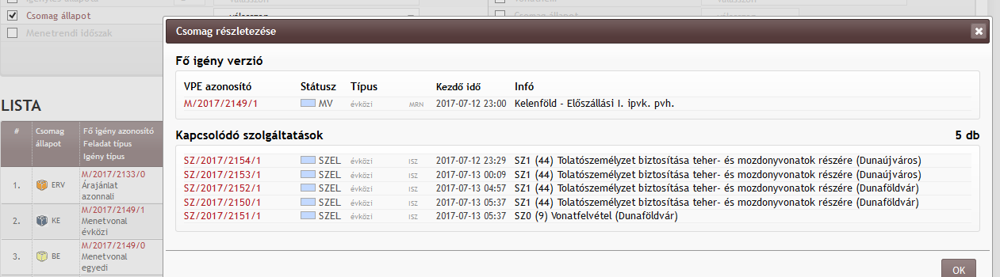 Igénylés állapota
válasszon
Csomag állapot
válasszon
Csomag állapot
válasszon
Menetrendi időszak
Csomag részletezése
Fő igény verzió
VPE azonosító Státusz Típus Kezdő idő Infó
M/2017/2149/1 MV évközi MRN 2017-07-12 23:00 Kelenföld - Előszállási I. ipvk. pvh.
Kapcsolódó szolgáltatások 5 db
SZ/2017/2154/1 SZEL évközi ISZ 2017-07-12 23:29 SZ1 (44) Tolatószemélyzet biztosítása teher- és mozdonyvonatok részére (Dunaújváros)
SZ/2017/2153/1 SZEL évközi ISZ 2017-07-13 00:09 SZ1 (44) Tolatószemélyzet biztosítása teher- és mozdonyvonatok részére (Dunaújváros)
SZ/2017/2152/1 SZEL évközi ISZ 2017-07-13 04:57 SZ1 (44) Tolatószemélyzet biztosítása teher- és mozdonyvonatok részére (Dunaföldvár)
SZ/2017/2150/1 SZEL évközi ISZ 2017-07-13 05:37 SZ1 (44) Tolatószemélyzet biztosítása teher- és mozdonyvonatok részére (Dunaföldvár)
SZ/2017/2151/1 SZEL évközi ISZ 2017-07-13 05:37 SZ0 (9) Vonatfelvétel (Dunaföldvár)
OK
LISTA
# Csomag állapot Fő igény azonosító
Feladat típus
Igény típus
1. ERV M/2017/2133/0
Árajánlat
azonnali
2. KE M/2017/2149/1
Menetvonal
évközi
3. BE M/2017/2149/0
Menetvonal
egyedi